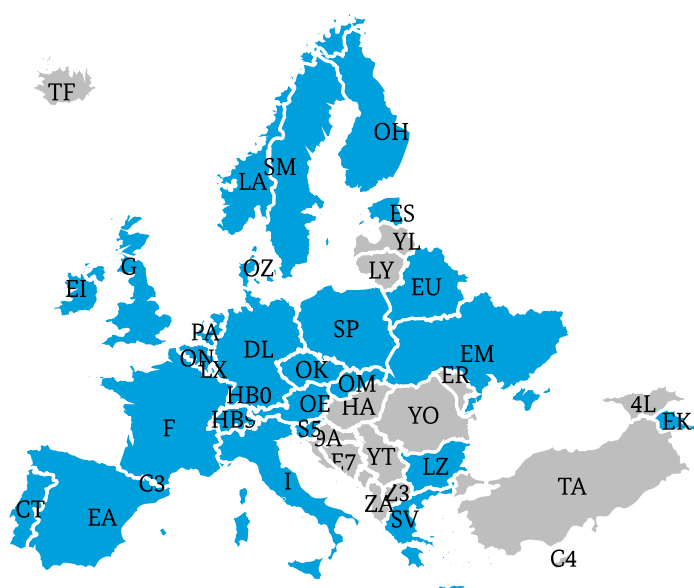 TF
OH
SM
LA
ES
YL
OZ
G
LY
EI
EU
PA
SP
DL
ON
EM
LX
OK
ER
OM
HB0
OE
HA
4L
YO
HB9
EK
F
S5
9A
YT
E7
LZ
C3
I
TA
Z3
ZA
CT
EA
SV
C4